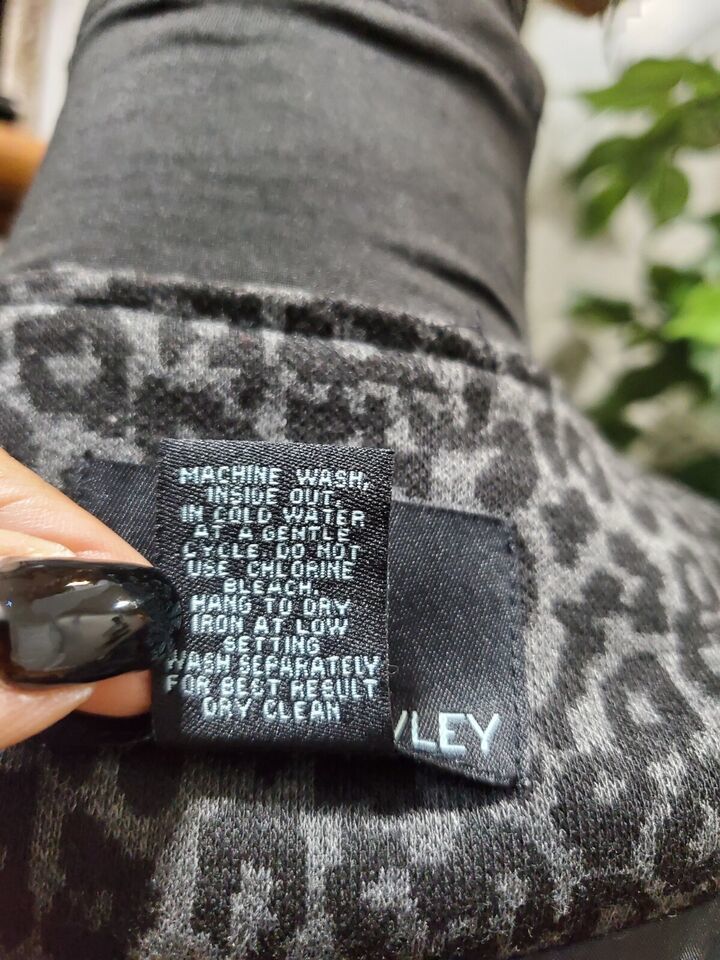 MACHINE WASH,
INSIDE OUT,
IN COLD WATER
AT A GENTLE
CYCLE. DO NOT
USE CHLORINE
BLEACH.
HANG TO DRY
IRON AT LOW
SETTING
WASH SEPARATELY
FOR BEST RESULT
DRY CLEAN
LEY